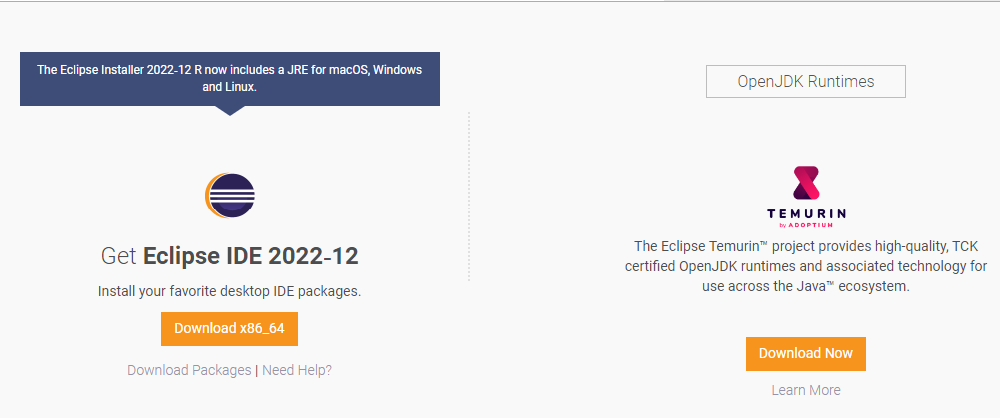 The Eclipse Installer 2022-12 R now includes a JRE for macOS, Windows
and Linux.
Get Eclipse IDE 2022-12
Install your favorite desktop IDE packages.
Download x86_64
Download Packages | Need Help?
OpenJDK Runtimes
TEMURIN
by ADOPTIUM
The Eclipse Temurin™ project provides high-quality, TCK
certified OpenJDK runtimes and associated technology for
use across the Java™ ecosystem.
Download Now
Learn More